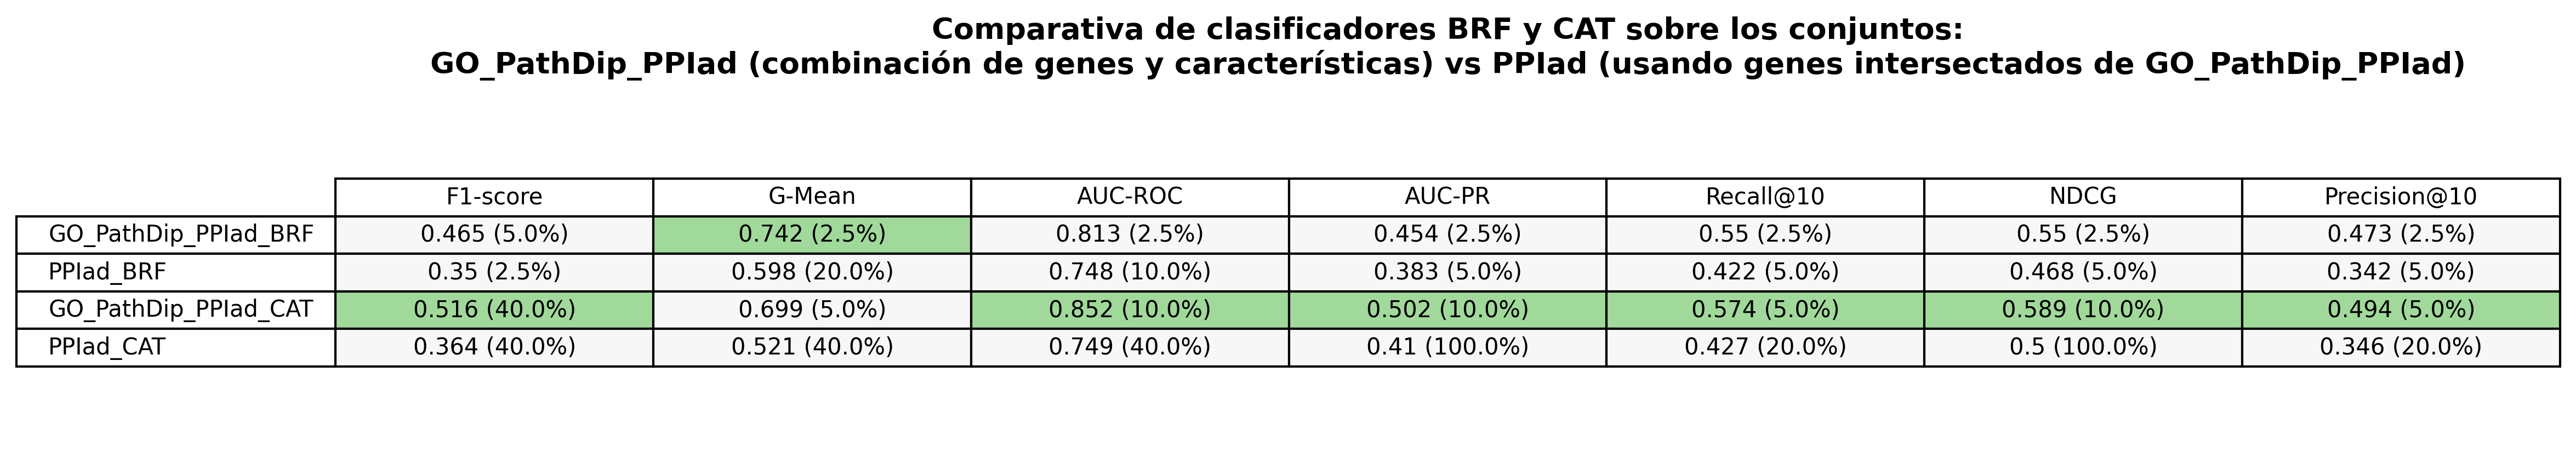 Comparativa de clasificadores BRF y CAT sobre los conjuntos:
GO_PathDip_PPIad (combinación de genes y características) vs PPIad (usando genes intersectados de GO_PathDip_PPIad)
F1-score G-Mean AUC-ROC AUC-PR Recall@10 NDCG Precision@10
GO_PathDip_PPIad_BRF 0.465 (5.0%) 0.742 (2.5%) 0.813 (2.5%) 0.454 (2.5%) 0.55 (2.5%) 0.55 (2.5%) 0.473 (2.5%)
PPIad_BRF 0.35 (2.5%) 0.598 (20.0%) 0.748 (10.0%) 0.383 (5.0%) 0.422 (5.0%) 0.468 (5.0%) 0.342 (5.0%)
GO_PathDip_PPIad_CAT 0.516 (40.0%) 0.699 (5.0%) 0.852 (10.0%) 0.502 (10.0%) 0.574 (5.0%) 0.589 (10.0%) 0.494 (5.0%)
PPIad_CAT 0.364 (40.0%) 0.521 (40.0%) 0.749 (40.0%) 0.41 (100.0%) 0.427 (20.0%) 0.5 (100.0%) 0.346 (20.0%)